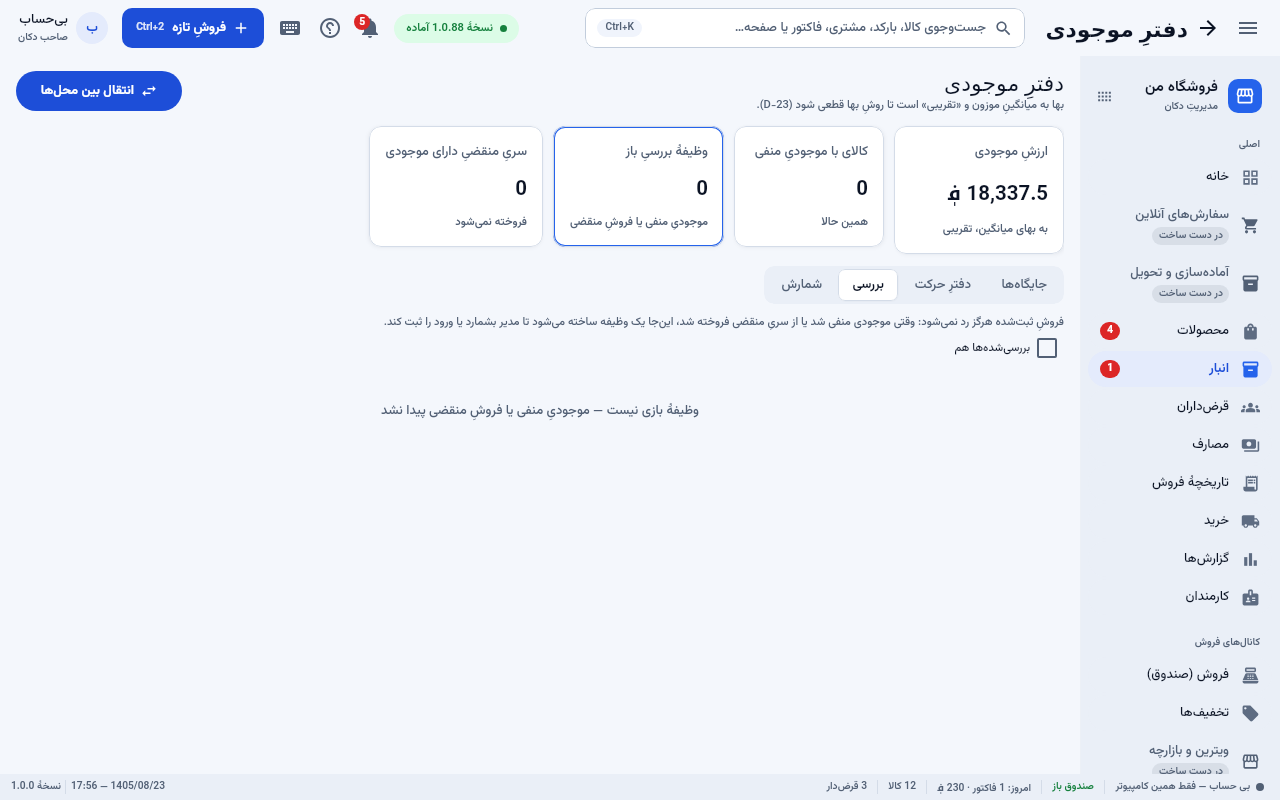 دفترِ موجودی
جست‌وجوی کالا، بارکد، مشتری، فاکتور یا صفحه...
Ctrl+K
نسخهٔ 1.0.88 آماده
5
فروشِ تازه
Ctrl+2
ب
بی‌حساب
صاحب دکان
فروشگاه من
مدیریت دکان
اصلی
خانه
سفارش‌های آنلاین
در دست ساخت
آماده‌سازی و تحویل
در دست ساخت
محصولات
4
انبار
1
قرض‌داران
مصارف
تاریخچهٔ فروش
خرید
گزارش‌ها
کارمندان
کانال‌های فروش
فروش (صندوق)
تخفیف‌ها
ویترین و بازارچه
در دست ساخت
دفترِ موجودی
بها به میانگینِ موزون و «تقریبی» است تا روشِ بها قطعی شود (D-23).
انتقال بین محل‌ها
ارزشِ موجودی
18,337.5 ؋
به بهای میانگین، تقریبی
کالای با موجودیِ منفی
0
همین حالا
وظیفهٔ بررسیِ باز
0
موجودیِ منفی یا فروشِ منقضی
سریِ منقضیِ دارای موجودی
0
فروخته نمی‌شود
جایگاه‌ها
دفترِ حرکت
بررسی
شمارش
فروشِ ثبت‌شده هرگز رد نمی‌شود: وقتی موجودی منفی شد یا از سریِ منقضی فروخته شد، این‌جا یک وظیفه ساخته می‌شود تا مدیر بشمارد یا ورود را ثبت کند.
بررسی‌شده‌ها هم
وظیفهٔ بازی نیست — موجودیِ منفی یا فروشِ منقضی پیدا نشد
بی حساب — فقط همین کامپیوتر
صندوق باز
امروز: 1 فاکتور · 230 ؋
12 کالا
3 قرض‌دار
1405/08/23 — 17:56
نسخهٔ 1.0.0